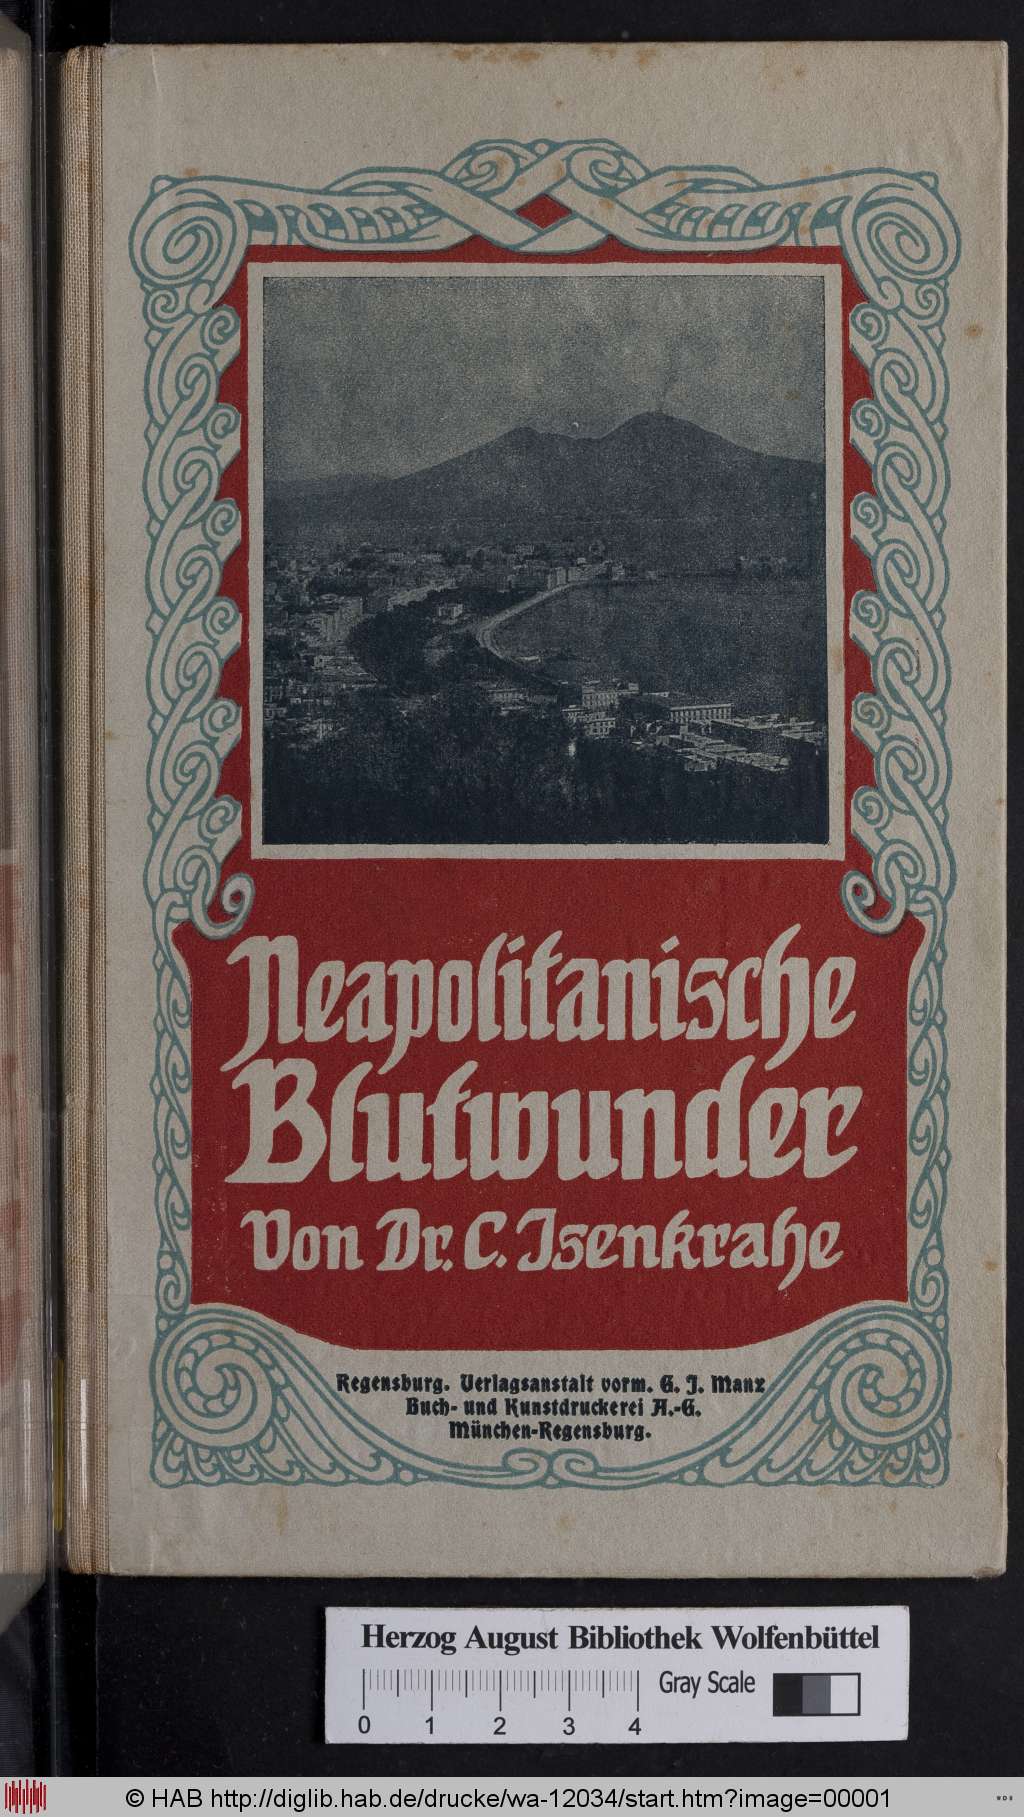 Neapolitanische
Blutwunder
Von Dr. C. Isenkrahe
Regensburg. Verlagsanstalt vorm. G. J. Manz
Buch- und Kunstdruckerei A.-G.
München-Regensburg.
Herzog August Bibliothek Wolfenbüttel
Gray Scale
0 1 2 3 4
© HAB http://diglib.hab.de/drucke/wa-12034/start.htm?image=00001